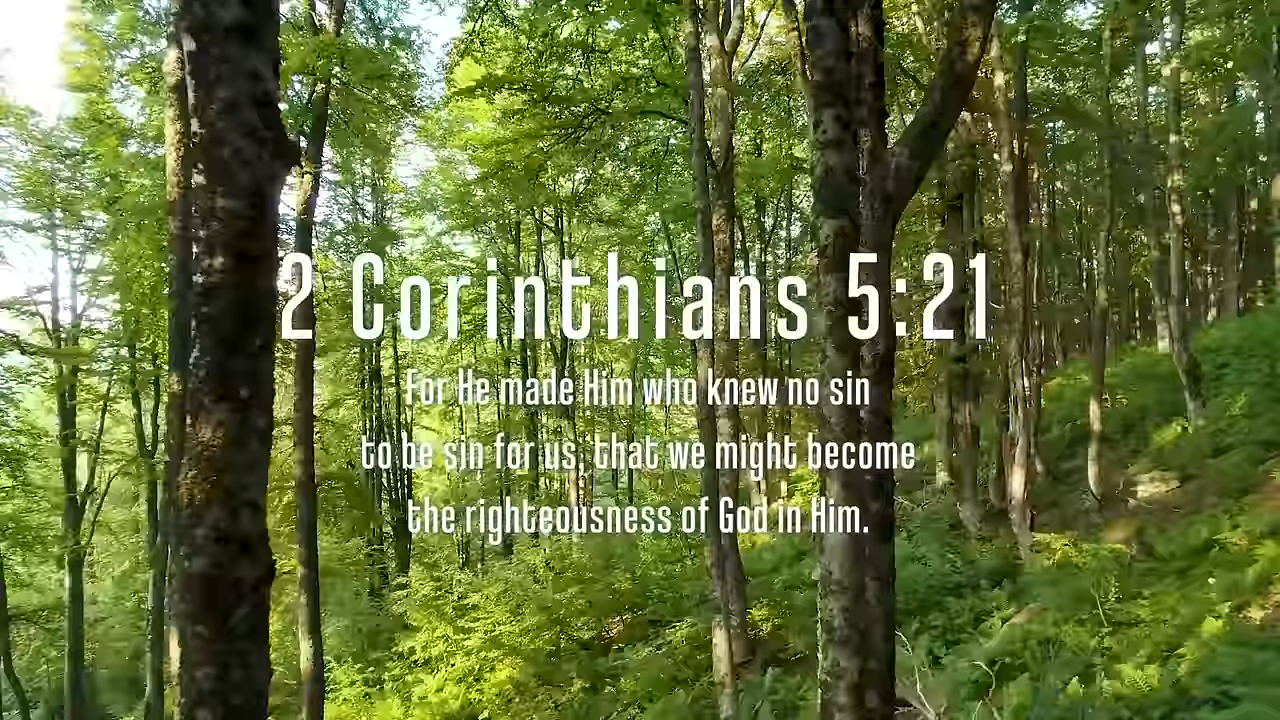 2 Corinthians 5:21
For He made Him who knew no sin
to be sin for us, that we might become
the righteousness of God in Him.